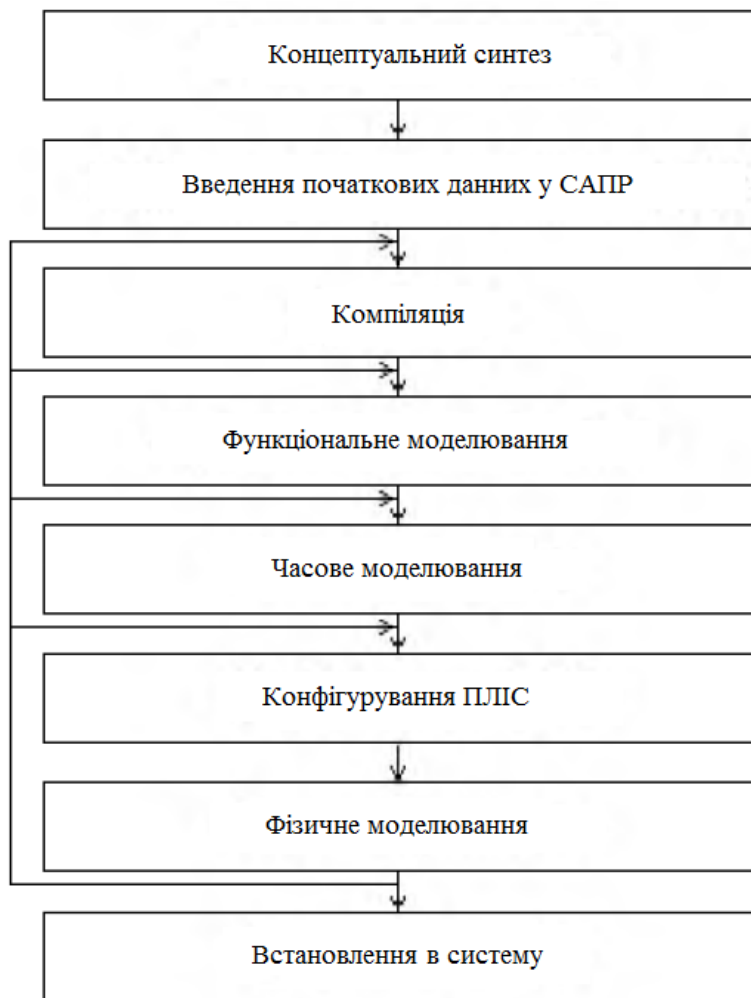 Концептуальний синтез
Введення початкових данних у САПР
Компіляція
Функціональне моделювання
Часове моделювання
Конфігурування ПЛІС
Фізичне моделювання
Встановлення в систему